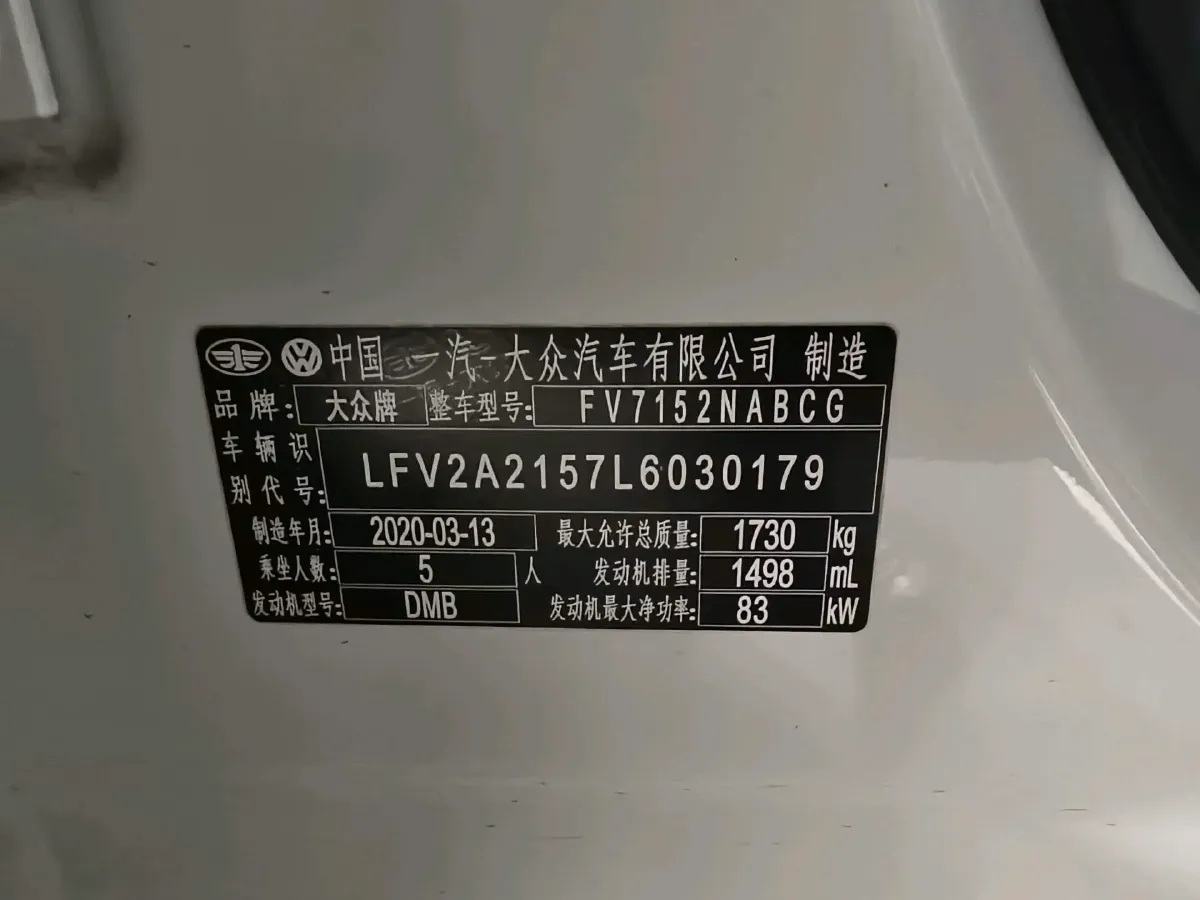 中国 一汽-大众汽车有限公司 制造
品牌: 大众牌 整车型号: FV7152NABCG
车辆识别代号: LFV2A2157L6030179
制造年月: 2020-03-13 最大允许总质量: 1730 kg
乘坐人数: 5 人 发动机排量: 1498 mL
发动机型号: DMB 发动机最大净功率: 83 kW